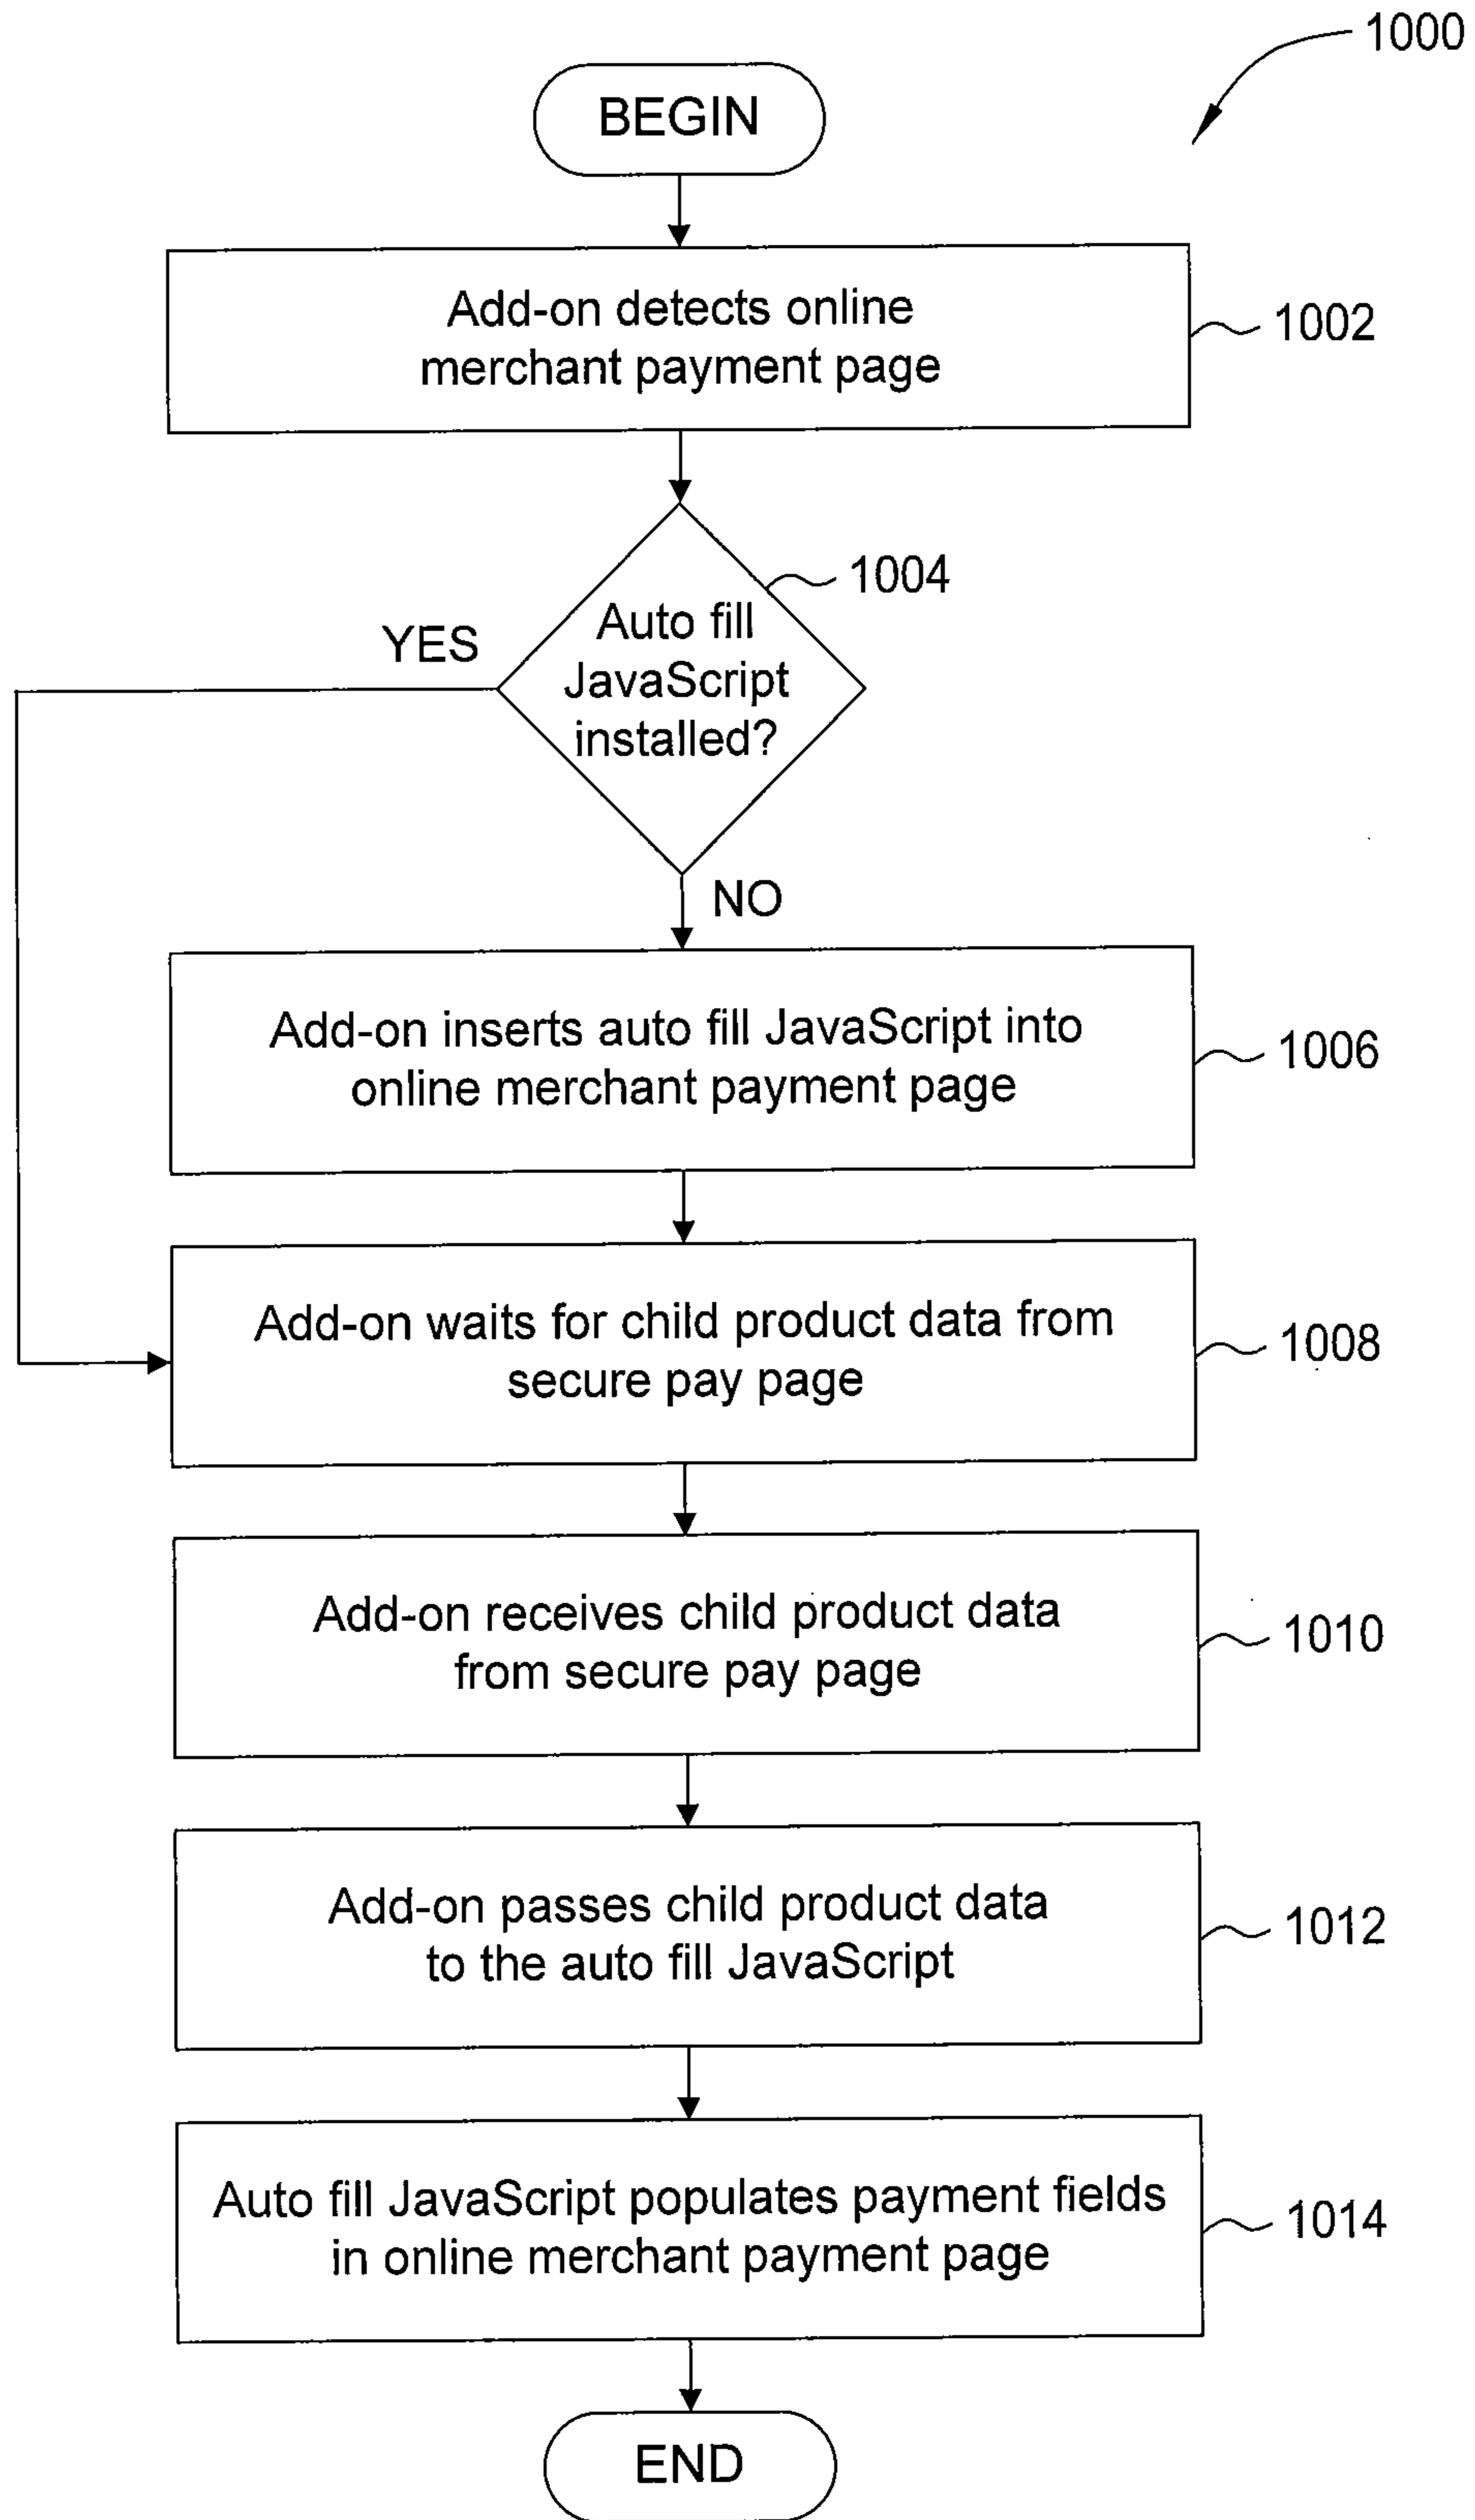 1000
BEGIN
Add-on detects online
merchant payment page
1002
1004
Auto fill
JavaScript
installed?
YES
NO
Add-on inserts auto fill JavaScript into
online merchant payment page
1006
Add-on waits for child product data from
secure pay page
1008
Add-on receives child product data
from secure pay page
1010
Add-on passes child product data
to the auto fill JavaScript
1012
Auto fill JavaScript populates payment fields
in online merchant payment page
1014
END